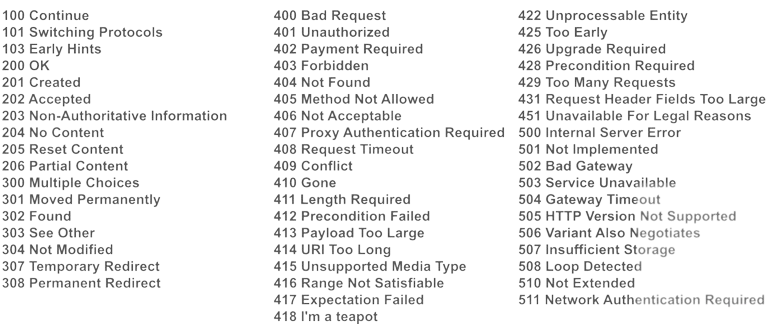 100 Continue
101 Switching Protocols
103 Early Hints
200 OK
201 Created
202 Accepted
203 Non-Authoritative Information
204 No Content
205 Reset Content
206 Partial Content
300 Multiple Choices
301 Moved Permanently
302 Found
303 See Other
304 Not Modified
307 Temporary Redirect
308 Permanent Redirect
400 Bad Request
401 Unauthorized
402 Payment Required
403 Forbidden
404 Not Found
405 Method Not Allowed
406 Not Acceptable
407 Proxy Authentication Required
408 Request Timeout
409 Conflict
410 Gone
411 Length Required
412 Precondition Failed
413 Payload Too Large
414 URI Too Long
415 Unsupported Media Type
416 Range Not Satisfiable
417 Expectation Failed
418 I'm a teapot
422 Unprocessable Entity
425 Too Early
426 Upgrade Required
428 Precondition Required
429 Too Many Requests
431 Request Header Fields Too Large
451 Unavailable For Legal Reasons
500 Internal Server Error
501 Not Implemented
502 Bad Gateway
503 Service Unavailable
504 Gateway Timeout
505 HTTP Version Not Supported
506 Variant Also Negotiates
507 Insufficient Storage
508 Loop Detected
510 Not Extended
511 Network Authentication Required